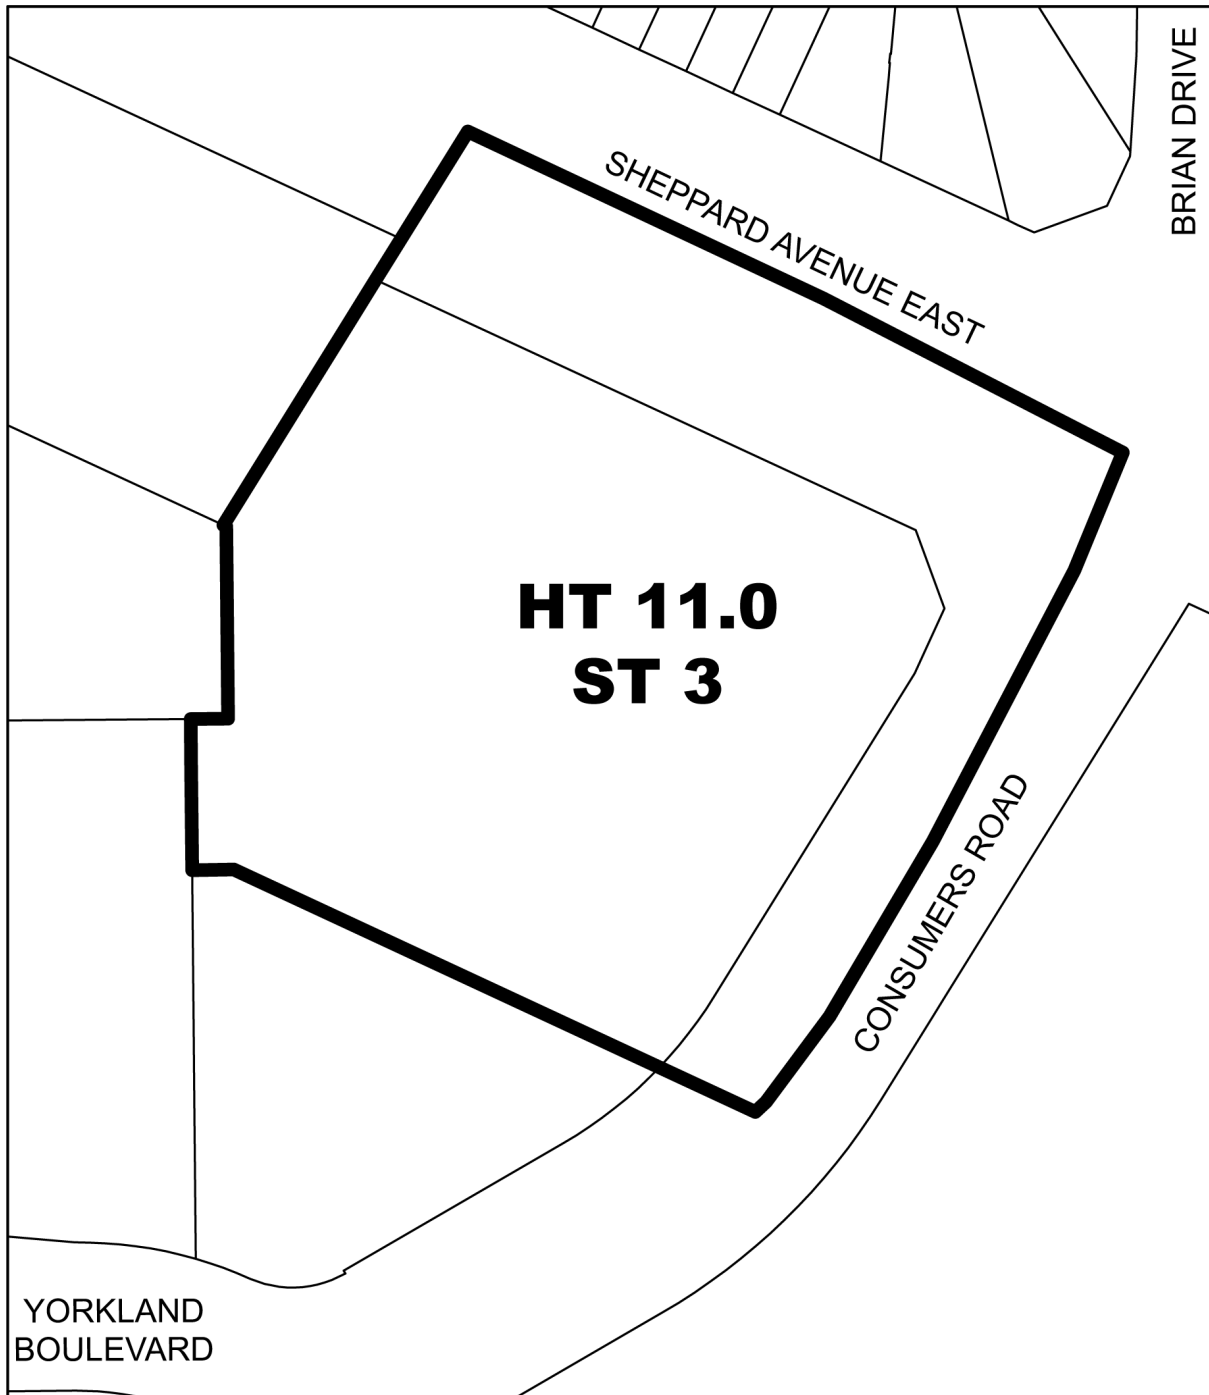 BRIAN DRIVE
SHEPPARD AVENUE EAST
HT 11.0
ST 3
CONSUMERS ROAD
YORKLAND
BOULEVARD